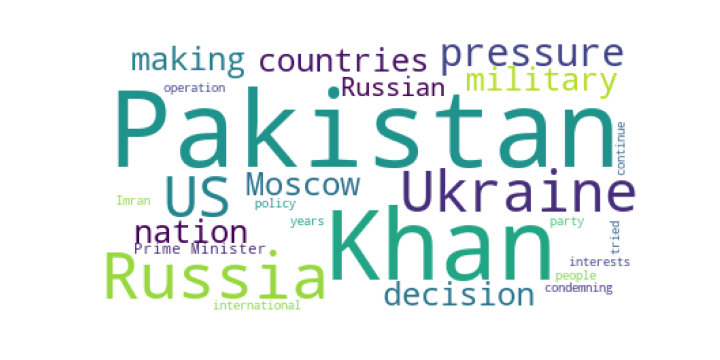 making countries pressure
operation Russian military
Pakistan
continue
US Moscow Ukraine
Imran policy
years party
nation Khan tried
Prime Minister
Russia interests
people
decision condemning
international